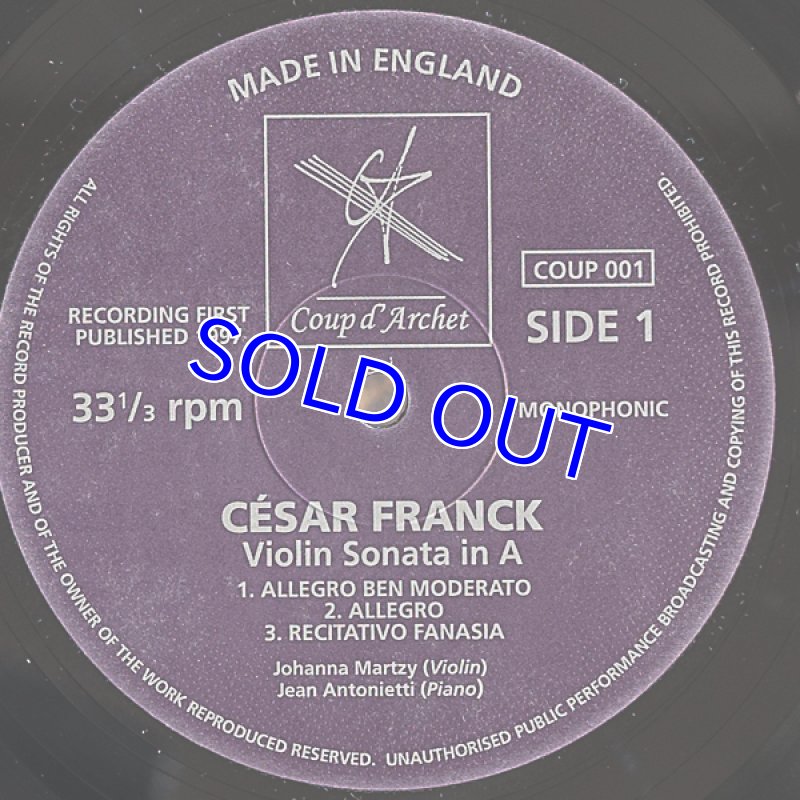 MADE IN ENGLAND
Coup d'Archet
COUP 001
SIDE 1
RECORDING FIRST
PUBLISHED 1997
33 1/3 rpm
MONOPHONIC
SOLD OUT
CÉSAR FRANCK
Violin Sonata in A
1. ALLEGRO BEN MODERATO
2. ALLEGRO
3. RECITATIVO FANASIA
Johanna Martzy (Violin)
Jean Antonietti (Piano)
ALL RIGHTS OF THE RECORD PRODUCER AND OF THE OWNER OF THE WORK REPRODUCED RESERVED. UNAUTHORISED PUBLIC PERFORMANCE BROADCASTING AND COPYING OF THIS RECORD PROHIBITED.